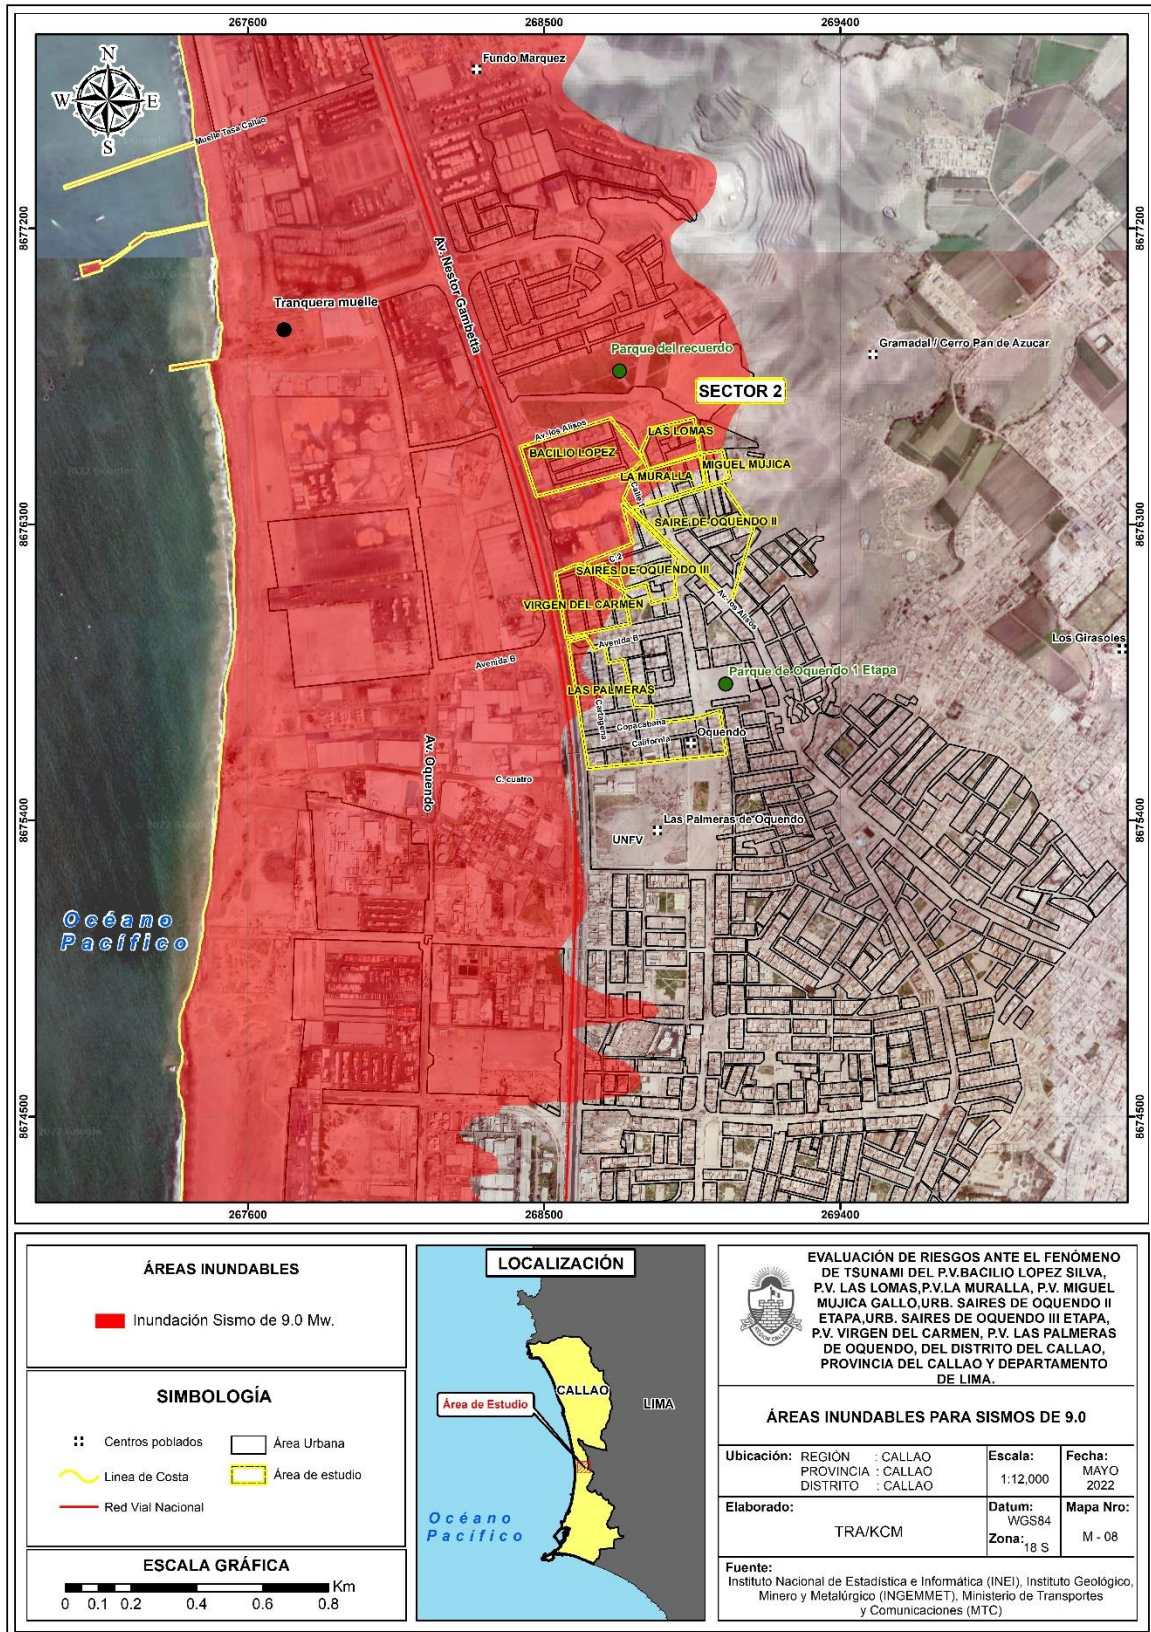 267600
268500
269400
N
W
E
S
Fundo Marquez
Muelle Tasa Callao
8677200
8677200
Av. Nestor Gambetta
Tranquera muelle
Gramadal / Cerro Pan de Azucar
Parque del recuerdo
SECTOR 2
Av. los Alisos
LAS LOMAS
BACILIO LOPEZ
MIGUEL MUJICA
LA MURALLA
8676300
8676300
SAIRE DE OQUENDO II
C.2
SAIRES DE OQUENDO III
VIRGEN DEL CARMEN
Av. los Alisos
Avenida B
Los Girasoles
Avenida B
Parque de Oquendo 1 Etapa
LAS PALMERAS
Cartagena
Copacabana
California
Oquendo
Av. Oquendo
C. cuatro
8675400
8675400
Las Palmeras de Oquendo
UNFV
Océano
Pacífico
8674500
8674500
267600
268500
269400
ÁREAS INUNDABLES
Inundación Sismo de 9.0 Mw.
SIMBOLOGÍA
Centros poblados
Área Urbana
Linea de Costa
Área de estudio
Red Vial Nacional
ESCALA GRÁFICA
Km
0 0.1 0.2 0.4 0.6 0.8
LOCALIZACIÓN
CALLAO
LIMA
Área de Estudio
Océano
Pacífico
REGION CALLAO
EVALUACIÓN DE RIESGOS ANTE EL FENÓMENO
DE TSUNAMI DEL P.V.BACILIO LOPEZ SILVA,
P.V. LAS LOMAS,P.V.LA MURALLA, P.V. MIGUEL
MUJICA GALLO,URB. SAIRES DE OQUENDO II
ETAPA,URB. SAIRES DE OQUENDO III ETAPA,
P.V. VIRGEN DEL CARMEN, P.V. LAS PALMERAS
DE OQUENDO, DEL DISTRITO DEL CALLAO,
PROVINCIA DEL CALLAO Y DEPARTAMENTO
DE LIMA.
ÁREAS INUNDABLES PARA SISMOS DE 9.0
Ubicación: REGIÓN : CALLAO
PROVINCIA : CALLAO
DISTRITO : CALLAO
Escala:
1:12,000
Fecha:
MAYO
2022
Elaborado:
TRA/KCM
Datum:
WGS84
Zona: 18 S
Mapa Nro:
M - 08
Fuente:
Instituto Nacional de Estadística e Informática (INEI), Instituto Geológico,
Minero y Metalúrgico (INGEMMET), Ministerio de Transportes
y Comunicaciones (MTC)